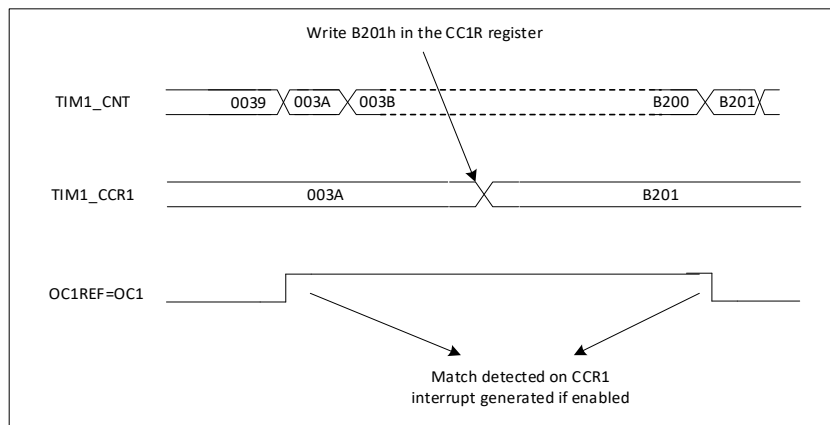 Write B201h in the CC1R register
TIM1_CNT 0039 003A 003B B200 B201
TIM1_CCR1 003A B201
OC1REF=OC1
Match detected on CCR1
interrupt generated if enabled